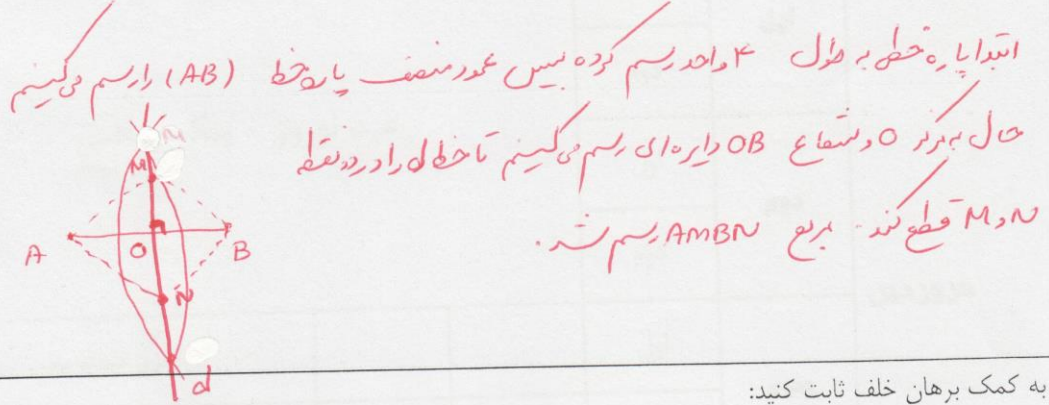 ابتدا پاره خطی به طول ۴ واحد رسم کرده سپس عمود منصف پاره خط (AB) را رسم می‌کنیم
حال به مرکز O و شعاع OB دایره ای رسم می‌کنیم تا خط d را در دو نقطه
M و N قطع کند. مربع AMBN رسم شد.
M
M
A
O
B
N
d
به کمک برهان خلف ثابت کنید: